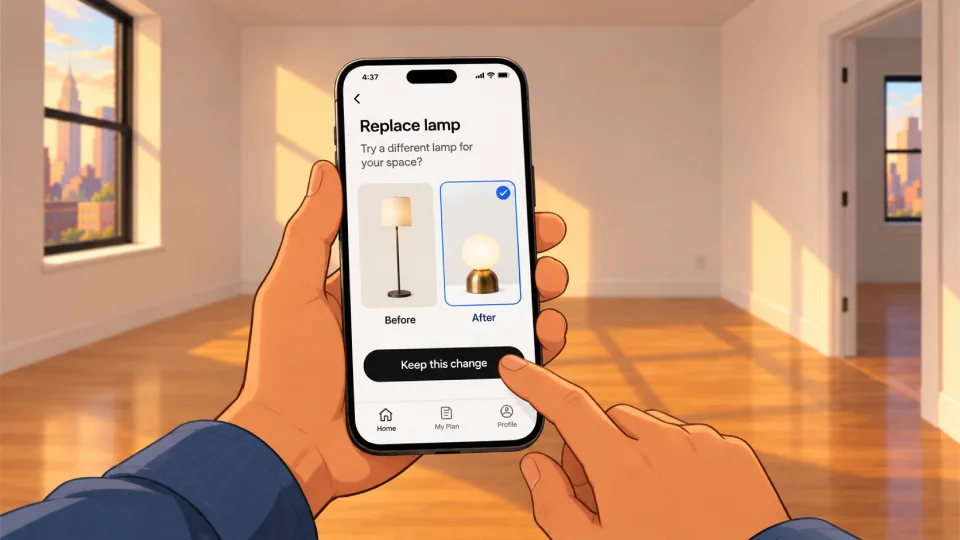 4:37
Replace lamp
Try a different lamp for
your space?
Before
After
Keep this change
Home
My Plan
Profile